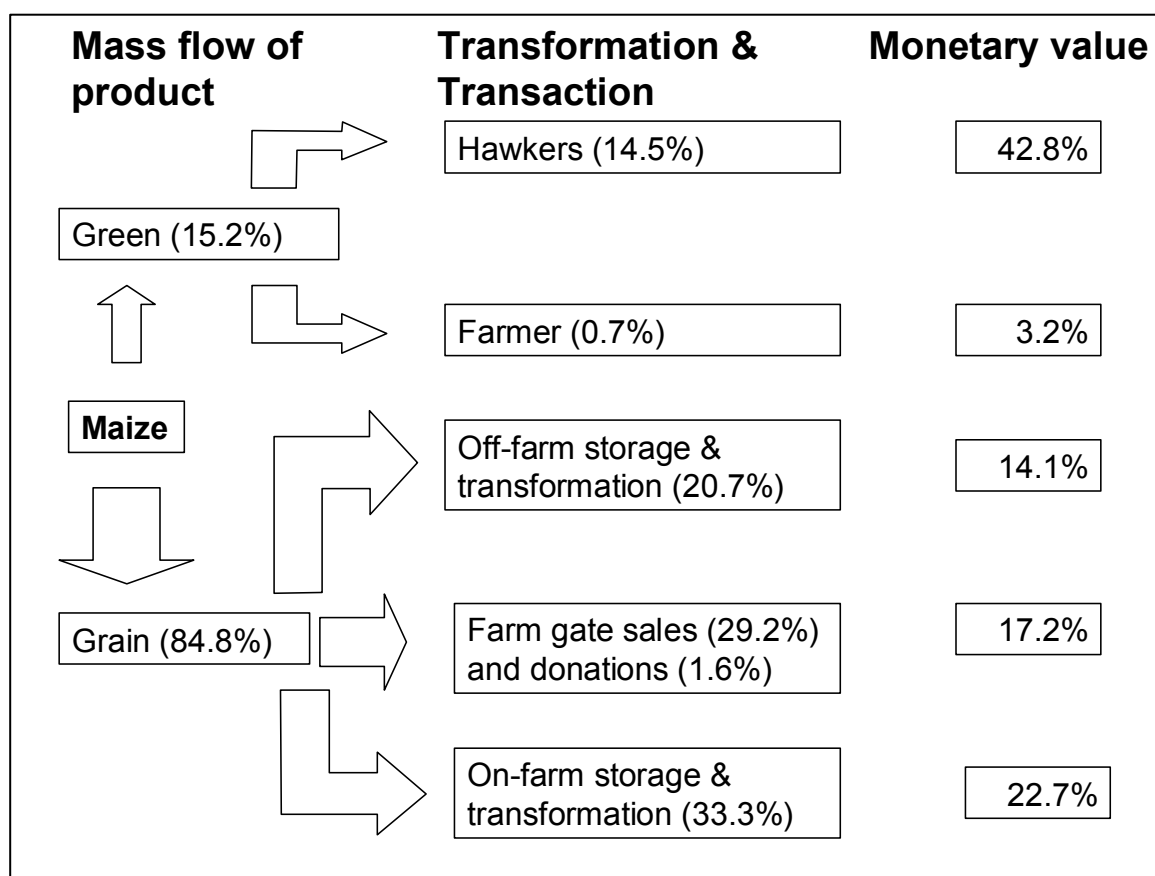 Mass flow of
product
Transformation &
Transaction
Monetary value
Hawkers (14.5%)
42.8%
Green (15.2%)
Farmer (0.7%)
3.2%
Maize
Off-farm storage &
transformation (20.7%)
14.1%
Grain (84.8%)
Farm gate sales (29.2%)
and donations (1.6%)
17.2%
On-farm storage &
transformation (33.3%)
22.7%